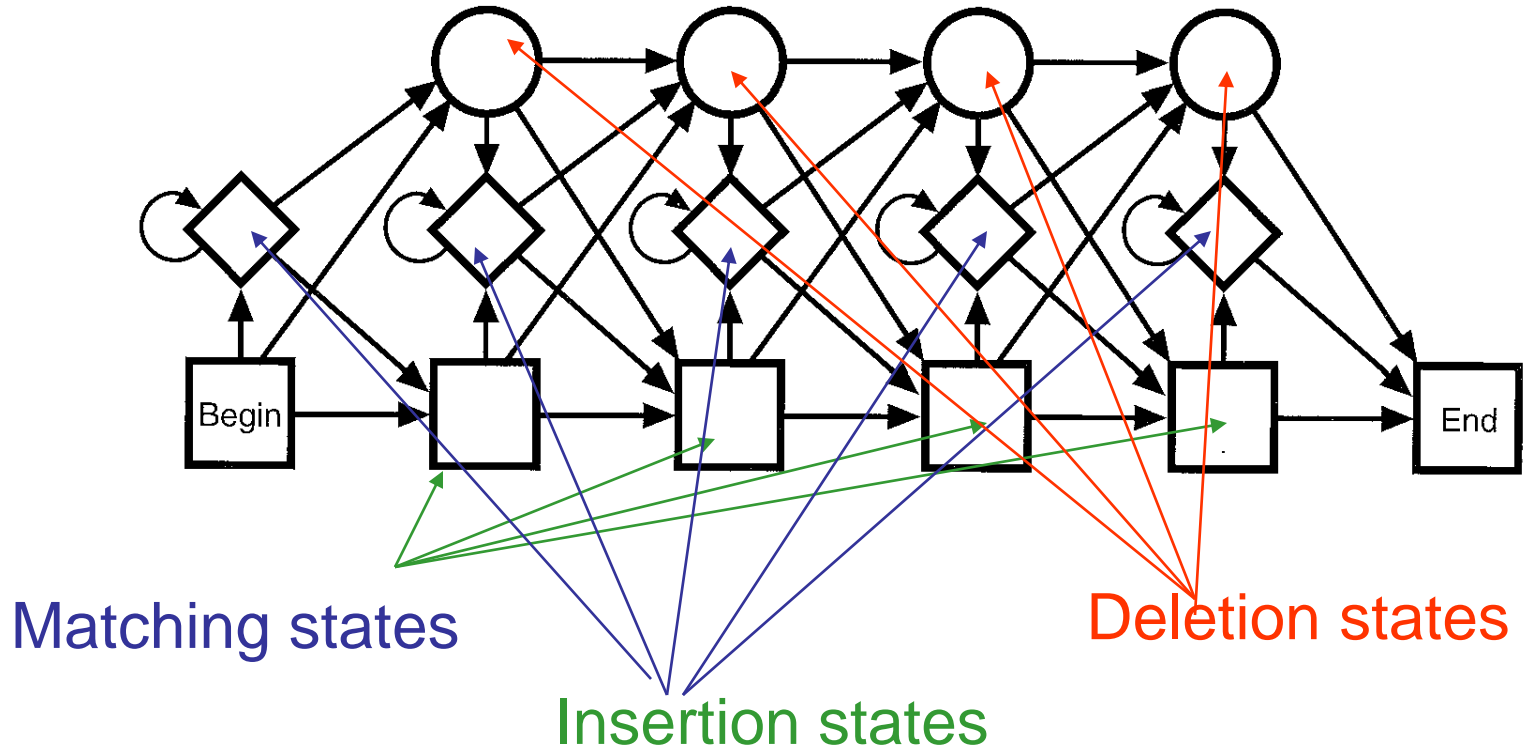 Begin
End
Matching states
Deletion states
Insertion states